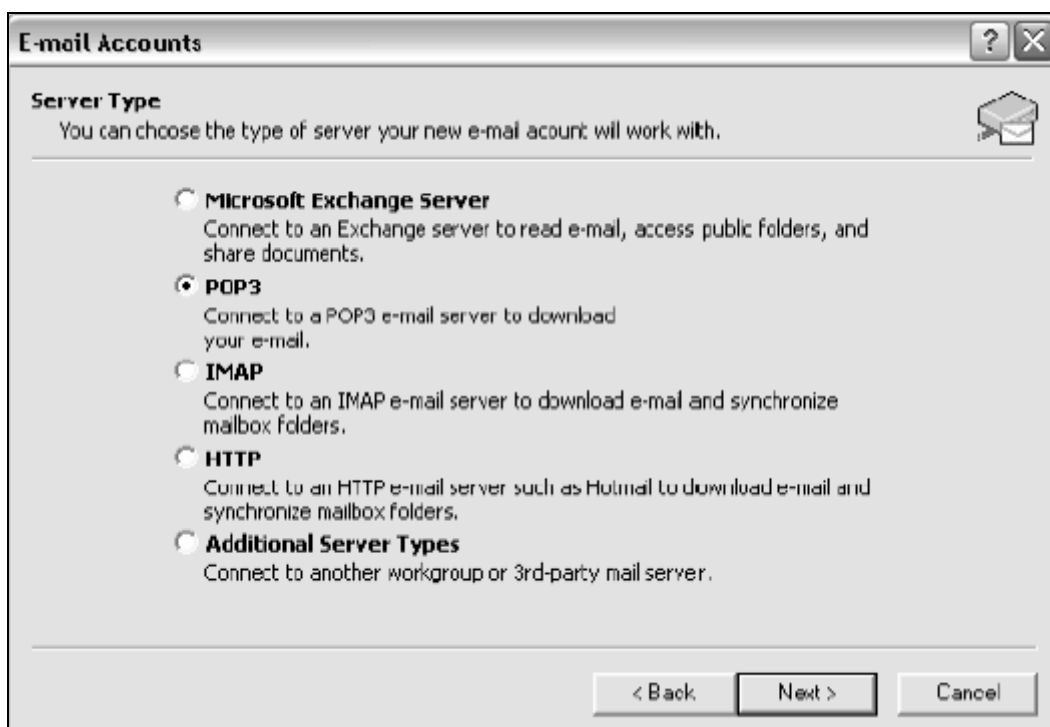 E-mail Accounts
Server Type
You can choose the type of server your new e-mail acount will work with.
Microsoft Exchange Server
Connect to an Exchange server to read e-mail, access public folders, and
share documents.
POP3
Connect to a POP3 e-mail server to download
your e-mail.
IMAP
Connect to an IMAP e-mail server to download e-mail and synchronize
mailbox folders.
HTTP
Connect to an HTTP e-mail server such as Hotmail to download e-mail and
synchronize mailbox folders.
Additional Server Types
Connect to another workgroup or 3rd-party mail server.
< Back Next > Cancel